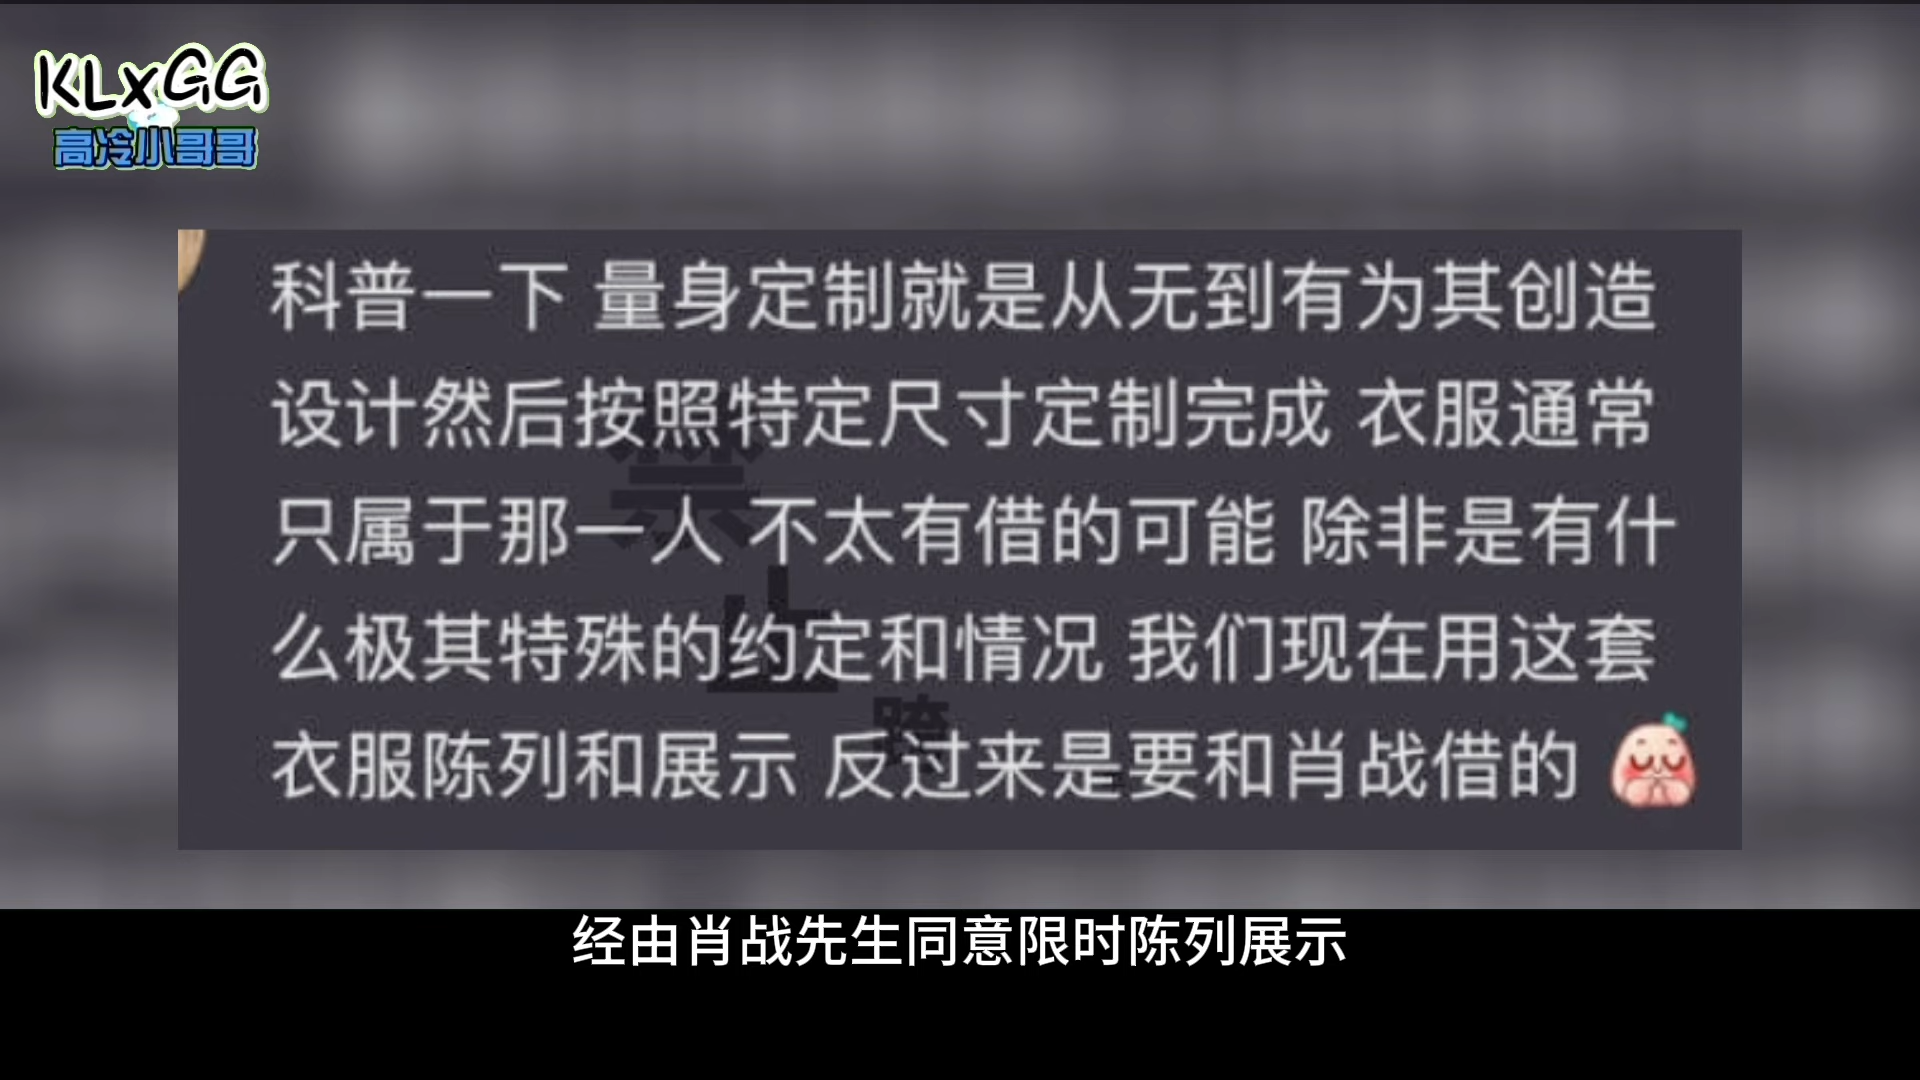 KLxGG
高冷小哥哥
科普一下 量身定制就是从无到有为其创造
设计然后按照特定尺寸定制完成 衣服通常
只属于那一人 不太有借的可能 除非是有什
么极其特殊的约定和情况 我们现在用这套
衣服陈列和展示 反过来是要和肖战借的
禁
止
跨
经由肖战先生同意限时陈列展示